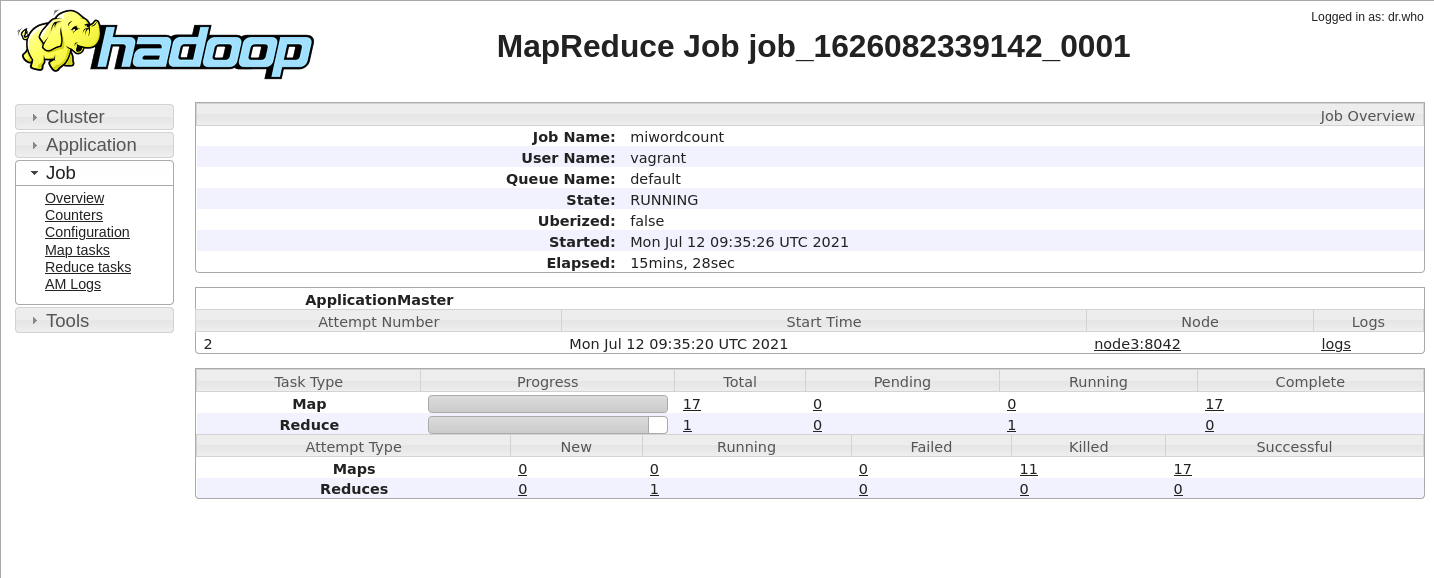 Logged in as: dr.who
hadoop
MapReduce Job job_1626082339142_0001
Cluster
Application
Job
Overview
Counters
Configuration
Map tasks
Reduce tasks
AM Logs
Tools
Job Overview
Job Name: miwordcount
User Name: vagrant
Queue Name: default
State: RUNNING
Uberized: false
Started: Mon Jul 12 09:35:26 UTC 2021
Elapsed: 15mins, 28sec
ApplicationMaster
Attempt Number Start Time Node Logs
2 Mon Jul 12 09:35:20 UTC 2021 node3:8042 logs
Task Type Progress Total Pending Running Complete
Map 17 0 0 17
Reduce 1 0 1 0
Attempt Type New Running Failed Killed Successful
Maps 0 0 0 11 17
Reduces 0 1 0 0 0